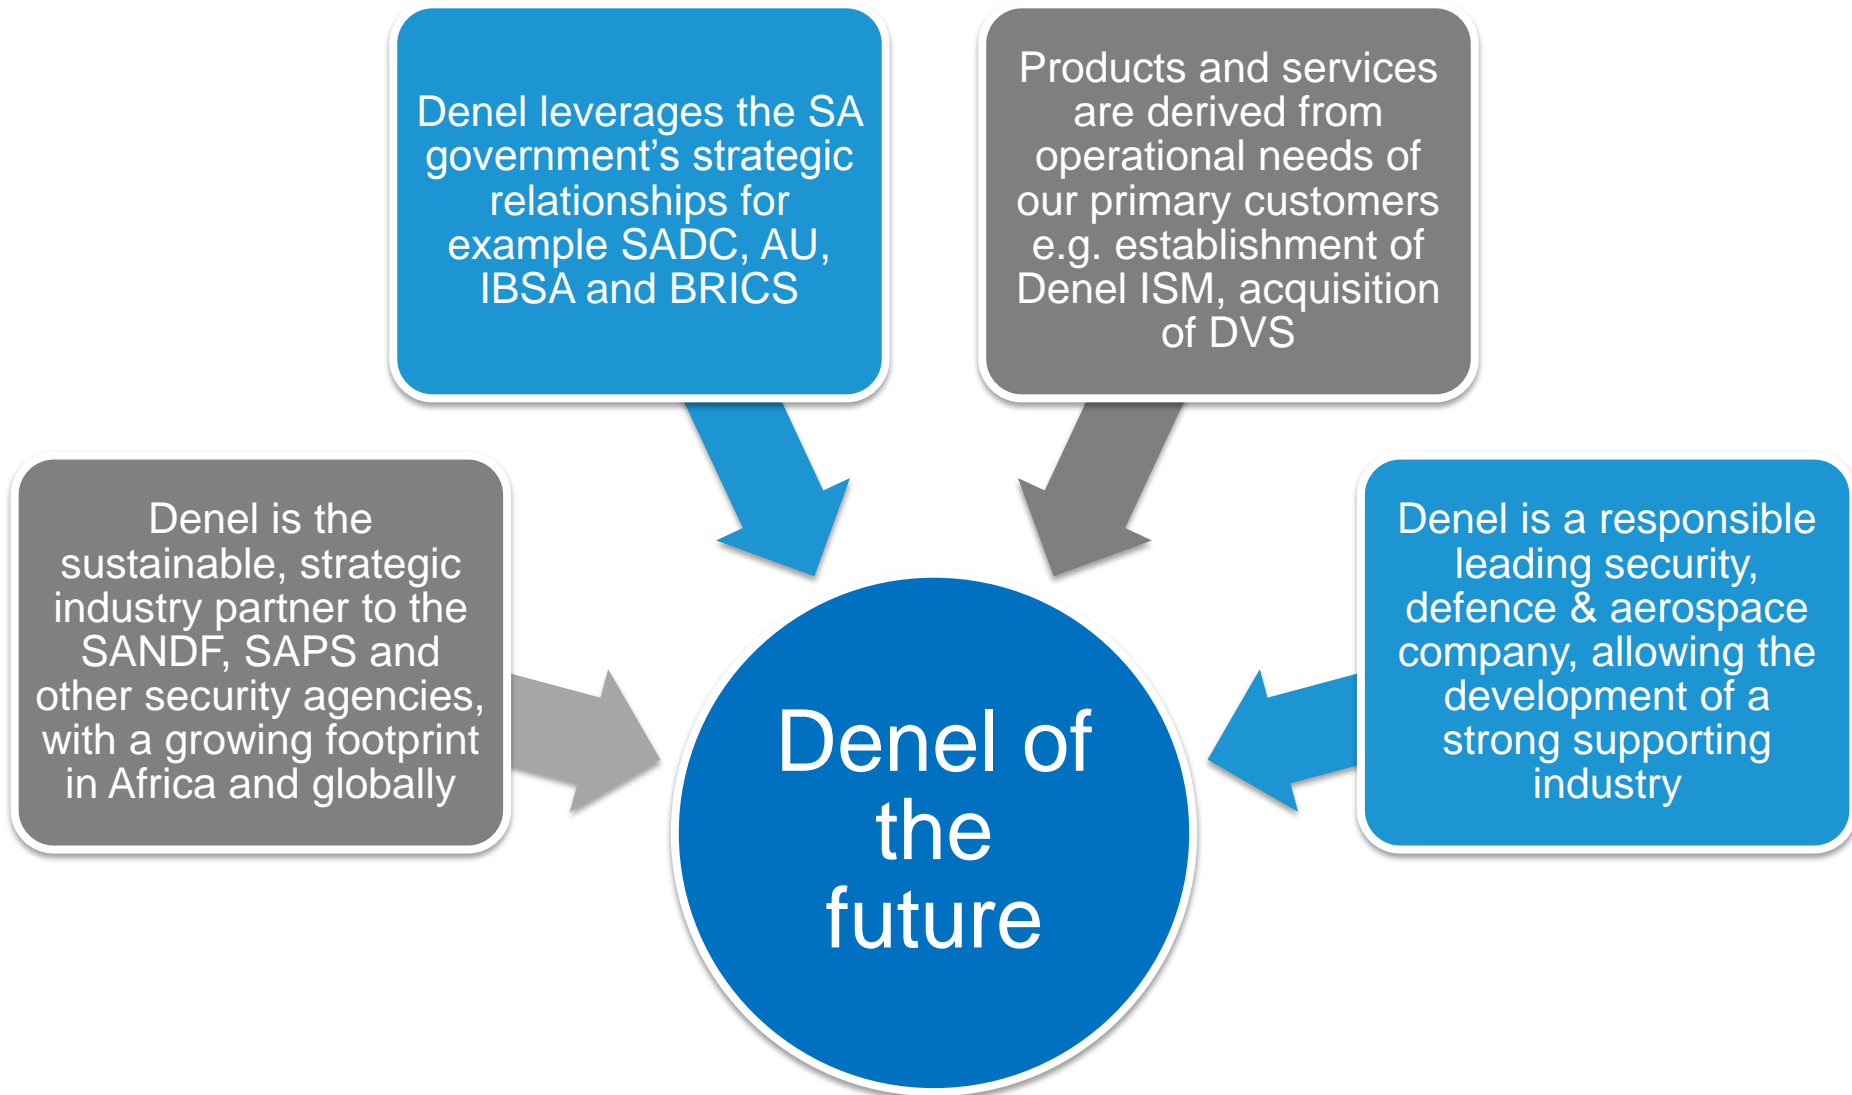 Denel leverages the SA
government’s strategic
relationships for
example SADC, AU,
IBSA and BRICS
Products and services
are derived from
operational needs of
our primary customers
e.g. establishment of
Denel ISM, acquisition
of DVS
Denel is the
sustainable, strategic
industry partner to the
SANDF, SAPS and
other security agencies,
with a growing footprint
in Africa and globally
Denel is a responsible
leading security,
defence & aerospace
company, allowing the
development of a
strong supporting
industry
Denel of
the
future